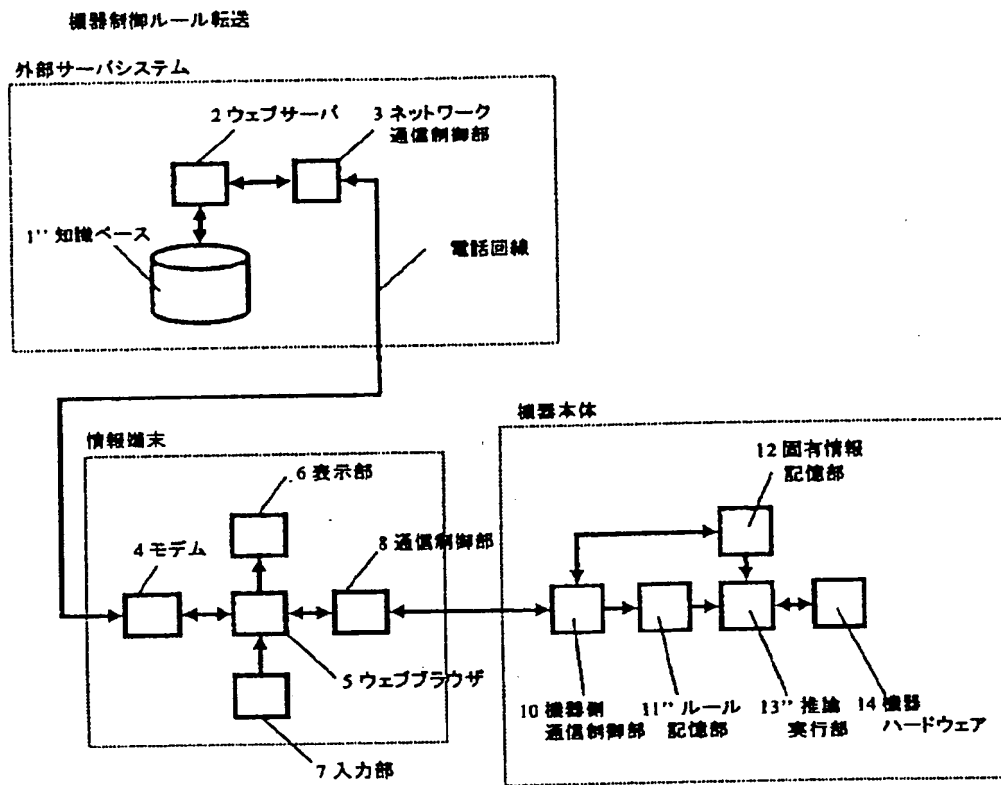 機器制御ルール転送
外部サーバシステム
2 ウェブサーバ
3 ネットワーク
通信制御部
1'' 知識ベース
電話回線
情報端末
6 表示部
4 モデム
8 通信制御部
5 ウェブブラウザ
7 入力部
機器本体
12 固有情報
記憶部
10 機器側
通信制御部
11'' ルール
記憶部
13'' 推論
実行部
14 機器
ハードウェア